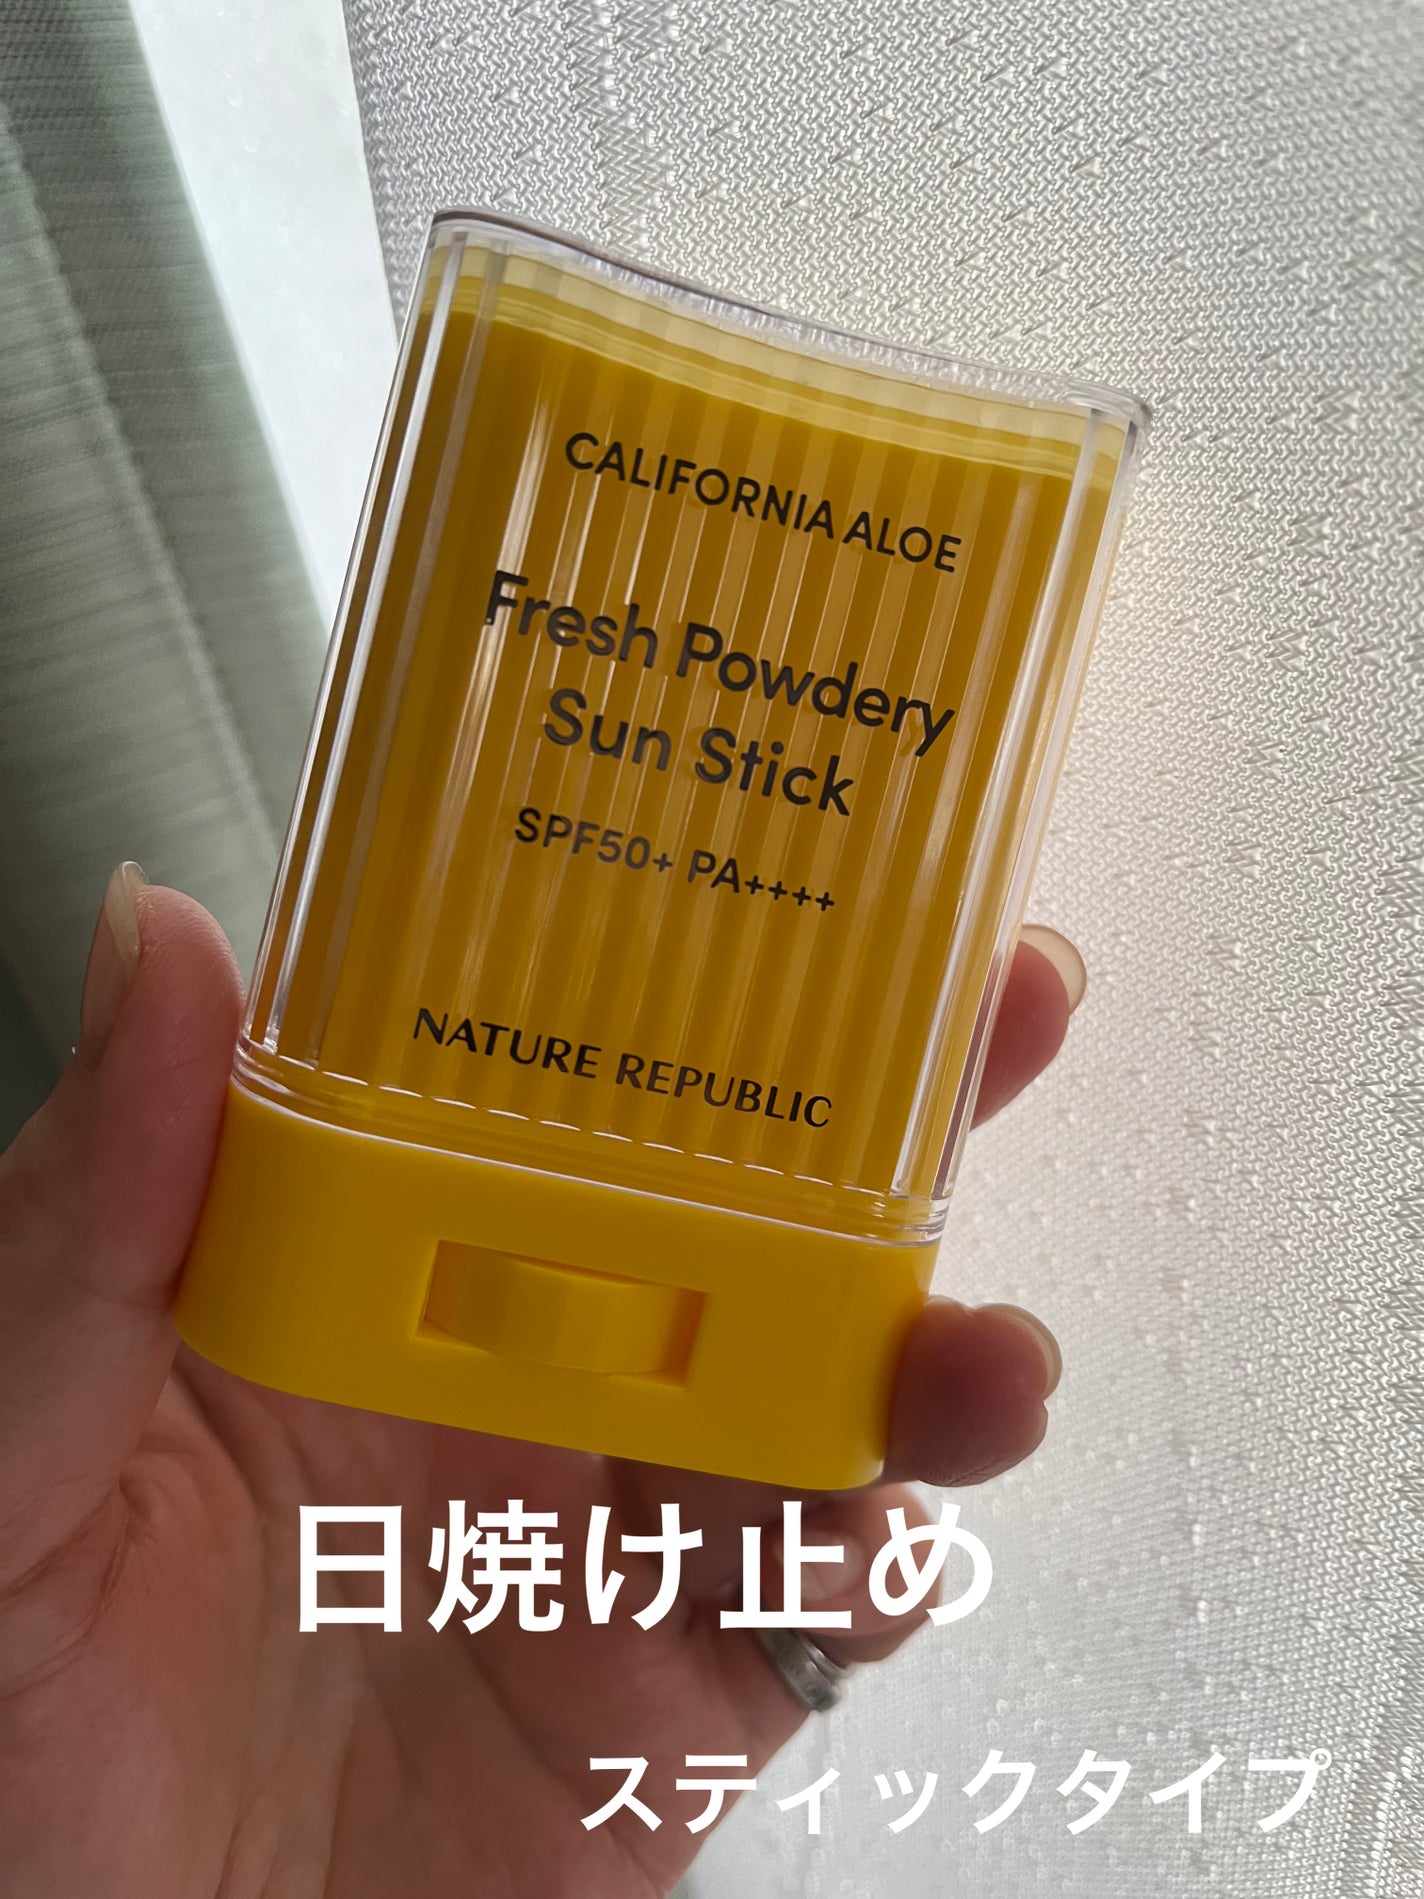 CALIFORNIA ALOE
Fresh Powdery
Sun Stick
SPF50+ PA++++
NATURE REPUBLIC
日焼け止め
スティックタイプ